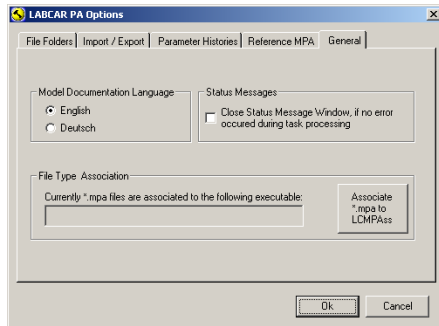 LABCAR PA Options
File Folders Import / Export Parameter Histories Reference MPA General
Model Documentation Language
English
Deutsch
Status Messages
Close Status Message Window, if no error
occured during task processing
File Type Association
Currently *.mpa files are associated to the following executable:
Associate
*.mpa to
LCMPAss
Ok Cancel